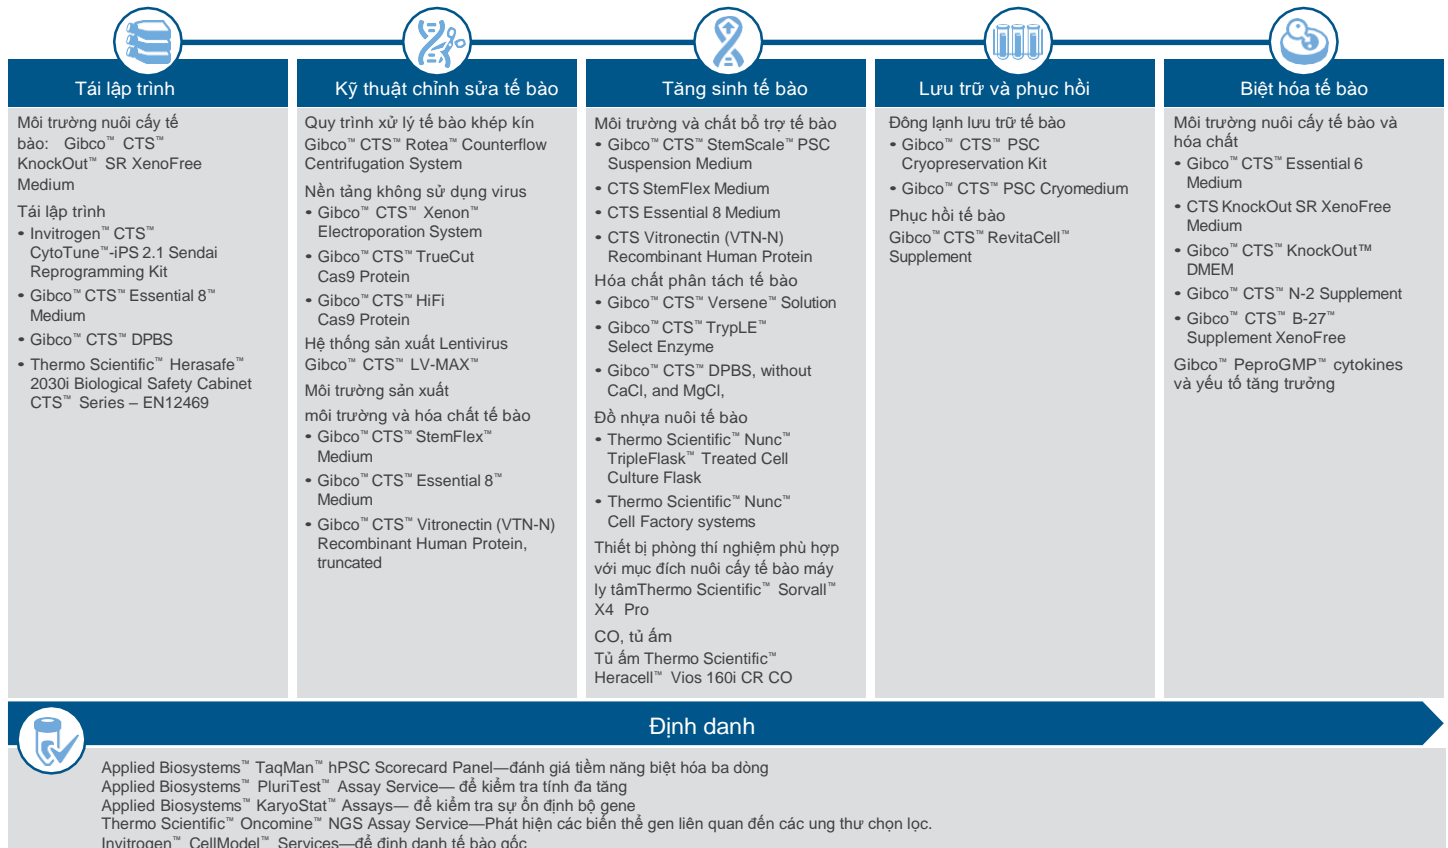 Tái lập trình
Môi trường nuôi cấy tế
bào: Gibco™ CTS™
KnockOut™ SR XenoFree
Medium
Tái lập trình
• Invitrogen™ CTS™
CytoTune™-iPS 2.1 Sendai
Reprogramming Kit
• Gibco™ CTS™ Essential 8™
Medium
• Gibco™ CTS™ DPBS
• Thermo Scientific™ Herasafe™
2030i Biological Safety Cabinet
CTS™ Series – EN12469
Kỹ thuật chỉnh sửa tế bào
Quy trình xử lý tế bào khép kín
Gibco™ CTS™ Rotea™ Counterflow
Centrifugation System
Nền tảng không sử dụng virus
• Gibco™ CTS™ Xenon™
Electroporation System
• Gibco™ CTS™ TrueCut
Cas9 Protein
• Gibco™ CTS™ HiFi
Cas9 Protein
Hệ thống sản xuất Lentivirus
Gibco™ CTS™ LV-MAX™
Môi trường sản xuất
môi trường và hóa chất tế bào
• Gibco™ CTS™ StemFlex™
Medium
• Gibco™ CTS™ Essential 8™
Medium
• Gibco™ CTS™ Vitronectin (VTN-N)
Recombinant Human Protein,
truncated
Tăng sinh tế bào
Môi trường và chất bổ trợ tế bào
• Gibco™ CTS™ StemScale™ PSC
Suspension Medium
• CTS StemFlex Medium
• CTS Essential 8 Medium
• CTS Vitronectin (VTN-N)
Recombinant Human Protein
Hóa chất phân tách tế bào
• Gibco™ CTS™ Versene™ Solution
• Gibco™ CTS™ TrypLE™
Select Enzyme
• Gibco™ CTS™ DPBS, without
CaCl, and MgCl,
Đồ nhựa nuôi tế bào
• Thermo Scientific™ Nunc™
TripleFlask™ Treated Cell
Culture Flask
• Thermo Scientific™ Nunc™
Cell Factory systems
Thiết bị phòng thí nghiệm phù hợp
với mục đích nuôi cấy tế bào máy
ly tâmThermo Scientific™ Sorvall™
X4 Pro
CO, tủ ấm
Tủ ấm Thermo Scientific™
Heracell™ Vios 160i CR CO
Lưu trữ và phục hồi
Đông lạnh lưu trữ tế bào
• Gibco™ CTS™ PSC
Cryopreservation Kit
• Gibco™ CTS™ PSC Cryomedium
Phục hồi tế bào
Gibco™ CTS™ RevitaCell™
Supplement
Biệt hóa tế bào
Môi trường nuôi cấy tế bào và
hóa chất
• Gibco™ CTS™ Essential 6
Medium
• CTS KnockOut SR XenoFree
Medium
• Gibco™ CTS™ KnockOut™
DMEM
• Gibco™ CTS™ N-2 Supplement
• Gibco™ CTS™ B-27™
Supplement XenoFree
Gibco™ PeproGMP™ cytokines
và yếu tố tăng trưởng
Định danh
Applied Biosystems™ TaqMan™ hPSC Scorecard Panel—đánh giá tiềm năng biệt hóa ba dòng
Applied Biosystems™ PluriTest™ Assay Service— để kiểm tra tính đa tăng
Applied Biosystems™ KaryoStat™ Assays— để kiểm tra sự ổn định bộ gene
Thermo Scientific™ Oncomine™ NGS Assay Service—Phát hiện các biến thể gen liên quan đến các ung thư chọn lọc.
Invitrogen™ CellModel™ Services—để định danh tế bào gốc